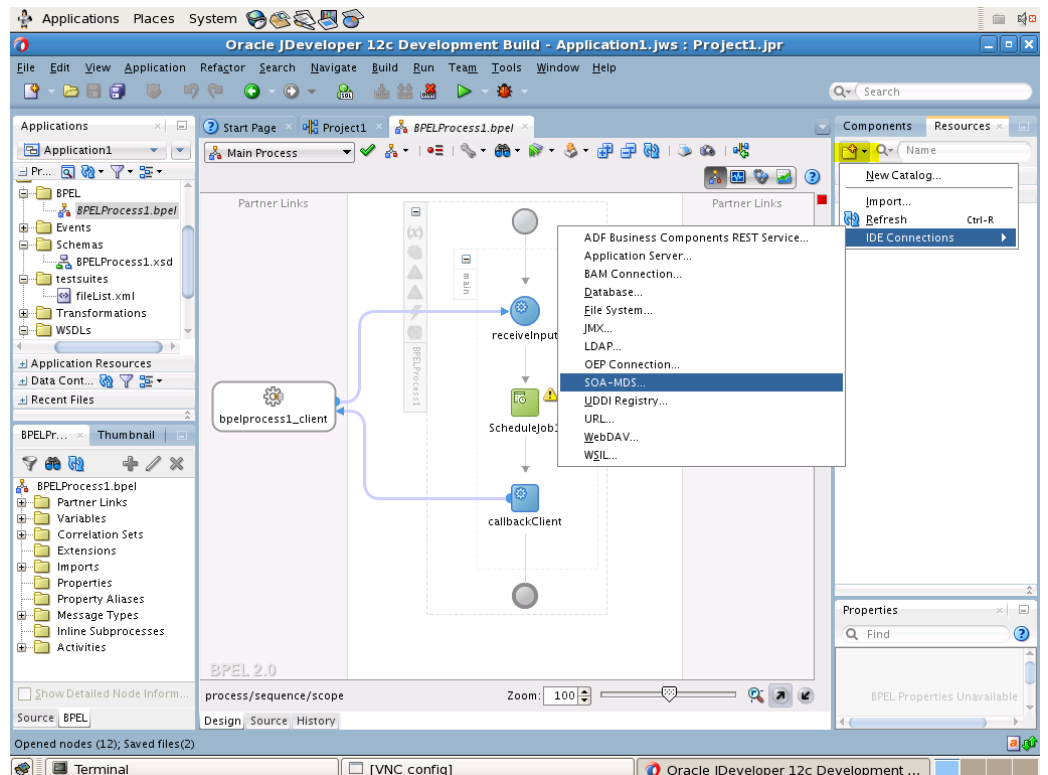 Applications Places System
Oracle JDeveloper 12c Development Build - Application1.jws : Project1.jpr
File Edit View Application Refactor Search Navigate Build Run Team Tools Window Help
Search
Applications
Application1
Pr...
BPEL
BPELProcess1.bpel
Events
Schemas
BPELProcess1.xsd
testsuites
fileList.xml
Transformations
WSDLs
Application Resources
Data Cont...
Recent Files
BPELPr... Thumbnail
BPELProcess1.bpel
Partner Links
Variables
Correlation Sets
Extensions
Imports
Properties
Property Aliases
Message Types
Inline Subprocesses
Activities
Show Detailed Node Inform...
Source BPEL
Start Page Project1 BPELProcess1.bpel
Main Process
Partner Links
Partner Links
(x)
BPELProcess1
main
receiveInput
ScheduleJob1
callbackClient
bpelprocess1_client
BPEL 2.0
process/sequence/scope
Zoom: 100
Design Source History
ADF Business Components REST Service...
Application Server...
BAM Connection...
Database...
File System...
JMX...
LDAP...
OEP Connection...
SOA-MDS...
UDDI Registry...
URL...
WebDAV...
WSIL...
Components Resources
Name
New Catalog...
Import...
Refresh Ctrl-R
IDE Connections
Properties
Find
BPEL Properties Unavailable
Opened nodes (12); Saved files(2)
Terminal
[VNC config]
Oracle JDeveloper 12c Development ...